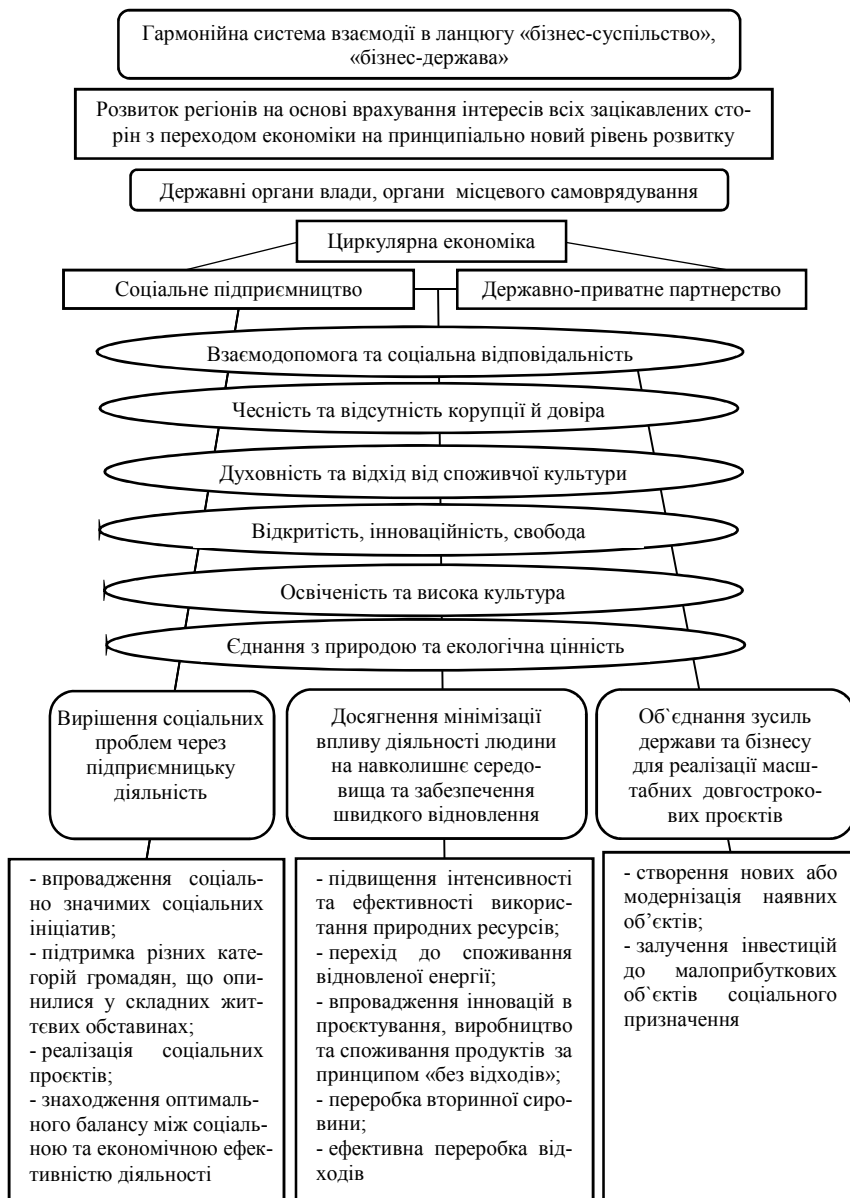 Гармонійна система взаємодії в ланцюгу «бізнес-суспільство»,
«бізнес-держава»
Розвиток регіонів на основі врахування інтересів всіх зацікавлених сто-
рін з переходом економіки на принципіально новий рівень розвитку
Державні органи влади, органи місцевого самоврядування
Циркулярна економіка
Соціальне підприємництво
Державно-приватне партнерство
Взаємодопомога та соціальна відповідальність
Чесність та відсутність корупції й довіра
Духовність та відхід від споживчої культури
Відкритість, інноваційність, свобода
Освіченість та висока культура
Єднання з природою та екологічна цінність
Вирішення соціальних
проблем через
підприємницьку
діяльність
Досягнення мінімізації
впливу діяльності людини
на навколишнє середо-
вища та забезпечення
швидкого відновлення
Об`єднання зусиль
держави та бізнесу
для реалізації масш-
табних довгостроко-
вих проєктів
- впровадження соціаль-
но значимих соціальних
ініціатив;
- підтримка різних кате-
горій громадян, що опи-
нилися у складних жит-
тєвих обставинах;
- реалізація соціальних
проєктів;
- знаходження оптималь-
ного балансу між соціаль-
ною та економічною ефек-
тивністю діяльності
- підвищення інтенсивності
та ефективності викорис-
тання природних ресурсів;
- перехід до споживання
відновленої енергії;
- впровадження інновацій в
проєктування, виробництво
та споживання продуктів за
принципом «без відходів»;
- переробка вторинної сиро-
вини;
- ефективна переробка від-
ходів
- створення нових або
модернізація наявних
об’єктів;
- залучення інвестицій
до малоприбуткових
об`єктів соціального
призначення